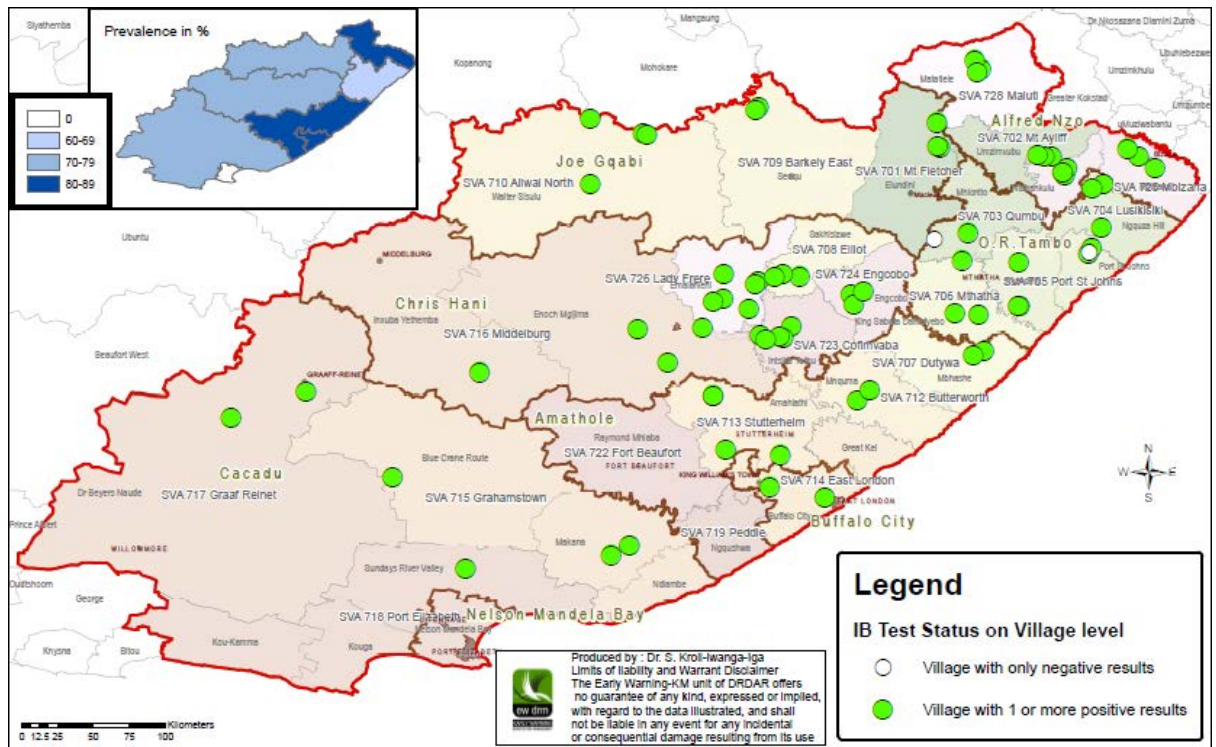 Siyathemba
Prevalence in %
0
60-69
70-79
80-89
Mangaung
Kopanong
Mohokare
Dr Nkosazana Dlamini Zuma
Ubuhlebezwe
Umzimkhulu
Umzumbe
Greater Kokstad
uMuziwabantu
Matatiele
SVA 728 Maluti
Alfred Nzo
SVA 702 Mt Ayliff
Umzimvubu
Joe Gqabi
SVA 709 Barkely East
Senqu
SVA 701 Mt Fletcher
Elundini
SVA 710 Aliwal North
Walter Sisulu
Mhlontlo
SVA 703 Qumbu
SVA 704 Lusikisiki
Ngquza Hill
Ubuntu
MIDDELBURG
Sakhisizwe
SVA 708 Elliot
O.R.Tambo
Port St Johns
SVA 726 Lady Frere
Emalahleni
SVA 724 Engcobo
Engcobo
MTHATHA
SVA 705 Port St Johns
SVA 706 Mthatha
Chris Hani
Enoch Mgijima
Inxuba Yethemba
SVA 716 Middelburg
King Sabata Dalindyebo
SVA 723 Cofimvaba
Intsika Yethu
SVA 707 Dutywa
Mbhashe
Beaufort West
GRAAFF-REINET
Mnquma
SVA 712 Butterworth
Amahlathi
Amathole
SVA 713 Stutterheim
STUTTERHEIM
Raymond Mhlaba
SVA 722 Fort Beaufort
FORT BEAUFORT
Great Kei
Blue Crane Route
Cacadu
KING WILLIAM'S TOWN
SVA 714 East London
EAST LONDON
Buffalo City
Buffalo City
Dr Beyers Naude
SVA 717 Graaf Reinet
SVA 715 Grahamstown
N
W E
S
Prince Albert
SVA 719 Peddie
Ngqushwa
WILLOWMORE
Makana
Sundays River Valley
Ndlambe
Oudtshoorn
George
SVA 718 Port Elizabeth
Nelson Mandela Bay
Nelson Mandela Bay
Knysna
Bitou
Kou-Kamma
Kouga
Legend
IB Test Status on Village level
Village with only negative results
Village with 1 or more positive results
ew drm
Produced by : Dr. S. Kroll-lwanga-Iga
Limits of liability and Warrant Disclaimer
The Early Warning-KM unit of DRDAR offers
no guarantee of any kind, expressed or implied,
with regard to the data illustrated, and shall
not be liable in any event for any incidental
or consequential damage resulting from its use
Kilometers
0 12.5 25 50 75 100